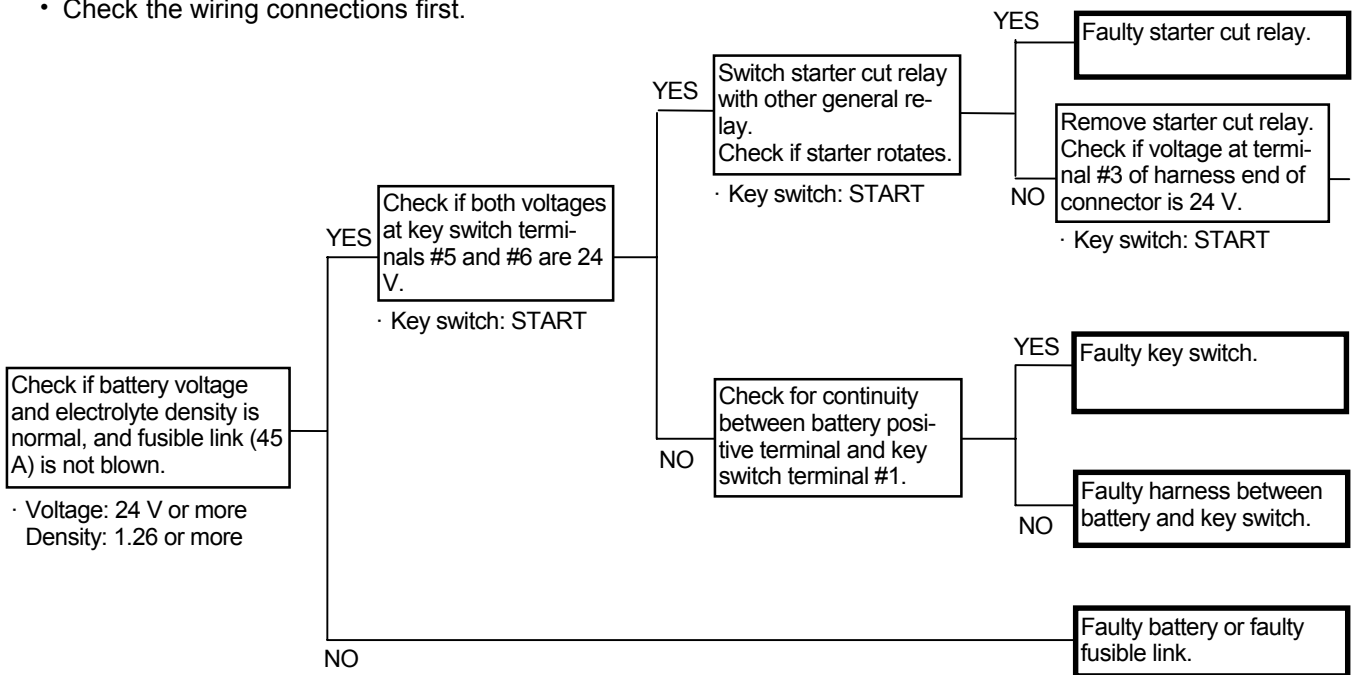 • Check the wiring connections first.
YES
Faulty starter cut relay.
YES
Switch starter cut relay
with other general re-
lay.
Check if starter rotates.
· Key switch: START
NO
Remove starter cut relay.
Check if voltage at termi-
nal #3 of harness end of
connector is 24 V.
· Key switch: START
YES
Check if both voltages
at key switch termi-
nals #5 and #6 are 24
V.
· Key switch: START
YES
Faulty key switch.
Check if battery voltage
and electrolyte density is
normal, and fusible link (45
A) is not blown.
· Voltage: 24 V or more
Density: 1.26 or more
NO
Check for continuity
between battery posi-
tive terminal and key
switch terminal #1.
NO
Faulty harness between
battery and key switch.
NO
Faulty battery or faulty
fusible link.